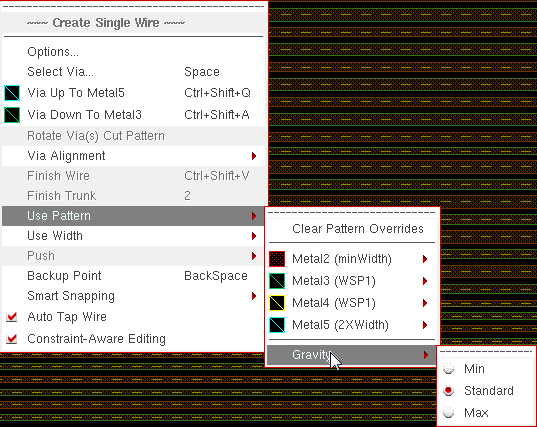 ~~~ Create Single Wire ~~~
Options...
Select Via... Space
Via Up To Metal5 Ctrl+Shift+Q
Via Down To Metal3 Ctrl+Shift+A
Rotate Via(s) Cut Pattern
Via Alignment
Finish Wire Ctrl+Shift+V
Finish Trunk 2
Use Pattern
Use Width
Push
Backup Point BackSpace
Smart Snapping
Auto Tap Wire
Constraint-Aware Editing
Clear Pattern Overrides
Metal2 (minWidth)
Metal3 (WSP1)
Metal4 (WSP1)
Metal5 (2XWidth)
Gravity
Min
Standard
Max